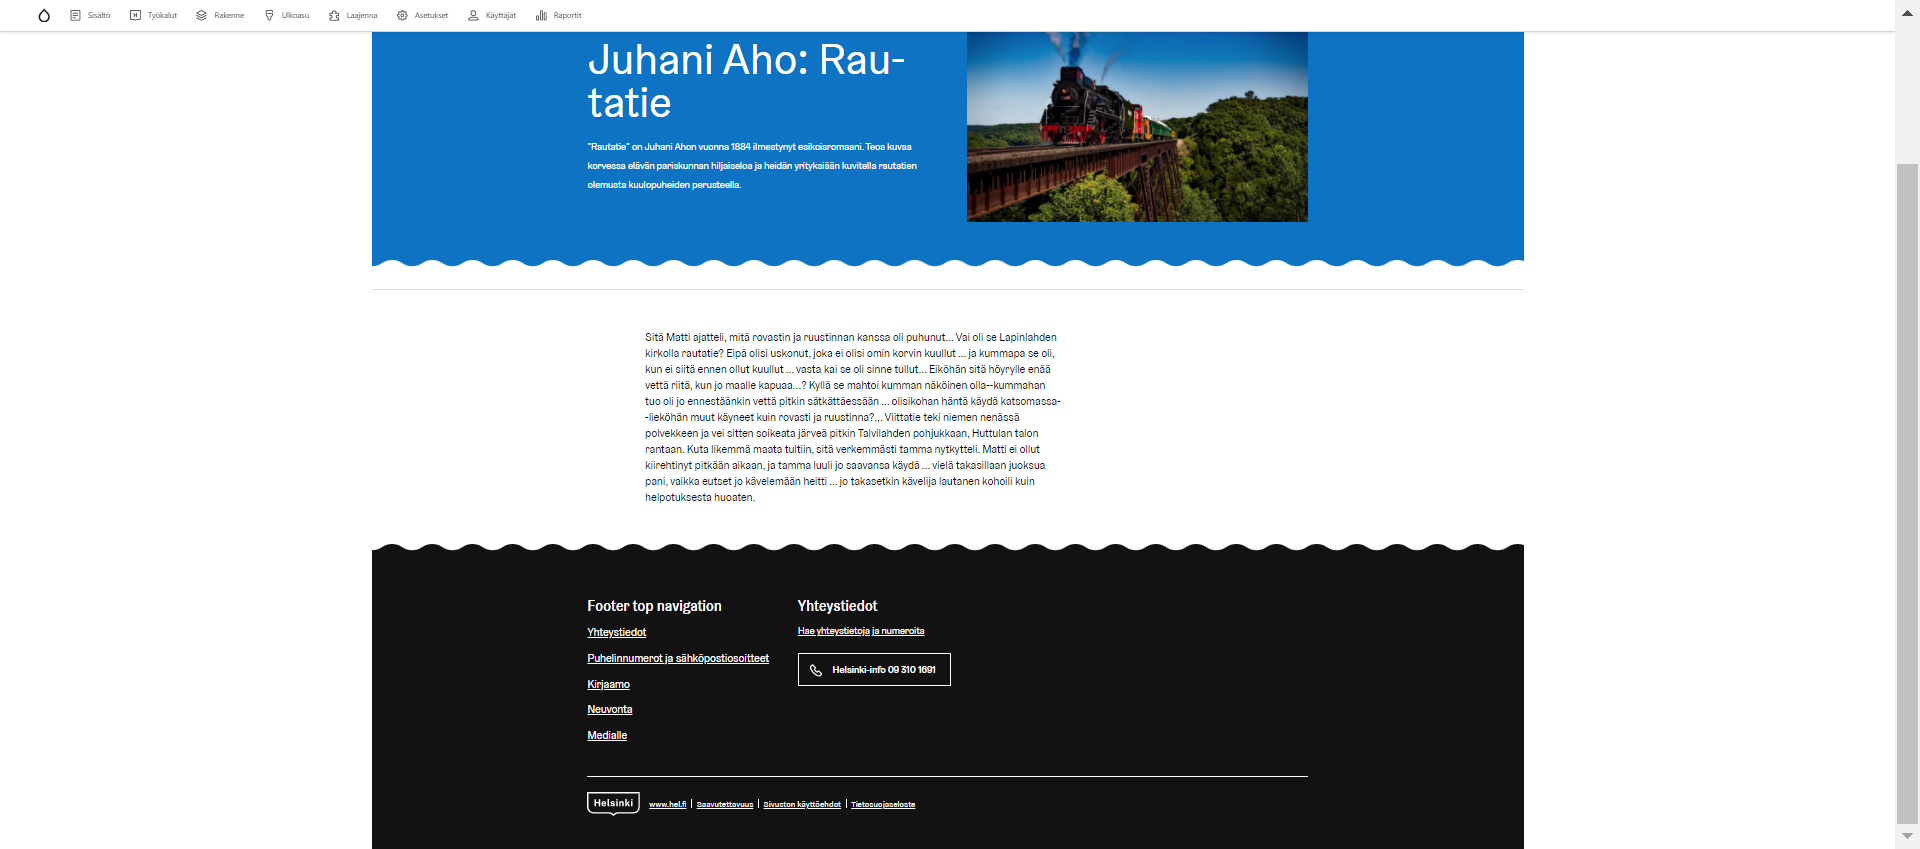 Sisältö Työkalut Rakenne Ulkoasu Laajenna Asetukset Käyttäjät Raportit
Juhani Aho: Rau-
tatie
"Rautatie" on Juhani Ahon vuonna 1884 ilmestynyt esikoisromaani. Teos kuvaa
korvessa elävän pariskunnan hiljaiseloa ja heidän yrityksiään kuvitella rautatien
olemusta kuulopuheiden perusteella.
Sitä Matti ajatteli, mitä rovastin ja ruustinnan kanssa oli puhunut... Vai oli se Lapinlahden
kirkolla rautatie? Eipä olisi uskonut, joka ei olisi omin korvin kuullut ... ja kummapa se oli,
kun ei siitä ennen ollut kuullut ... vasta kai se oli sinne tullut... Eiköhän sitä höyrylle enää
vettä riitä, kun jo maalle kapuaa...? Kyllä se mahtoi kumman näköinen olla--kummahan
tuo oli jo ennestäänkin vettä pitkin sätkättäessään ... olisikohan häntä käydä katsomassa-
-lieköhän muut käyneet kuin rovasti ja ruustinna?.,. Viittatie teki niemen nenässä
polvekkeen ja vei sitten soikeata järveä pitkin Talvilahden pohjukkaan, Huttulan talon
rantaan. Kuta likemmä maata tultiin, sitä verkemmästi tamma nytkytteli. Matti ei ollut
kiirehtinyt pitkään aikaan, ja tamma luuli jo saavansa käydä ... vielä takasillaan juoksua
pani, vaikka eutset jo kävelemään heitti ... jo takasetkin kävelijä lautanen kohoili kuin
helpotuksesta huoaten.
Footer top navigation
Yhteystiedot
Puhelinnumerot ja sähköpostiosoitteet
Kirjaamo
Neuvonta
Medialle
Yhteystiedot
Hae yhteystietoja ja numeroita
Helsinki-info 09 310 1691
Helsinki www.hel.fi | Saavutettavuus | Sivuston käyttöehdot | Tietosuojaseloste